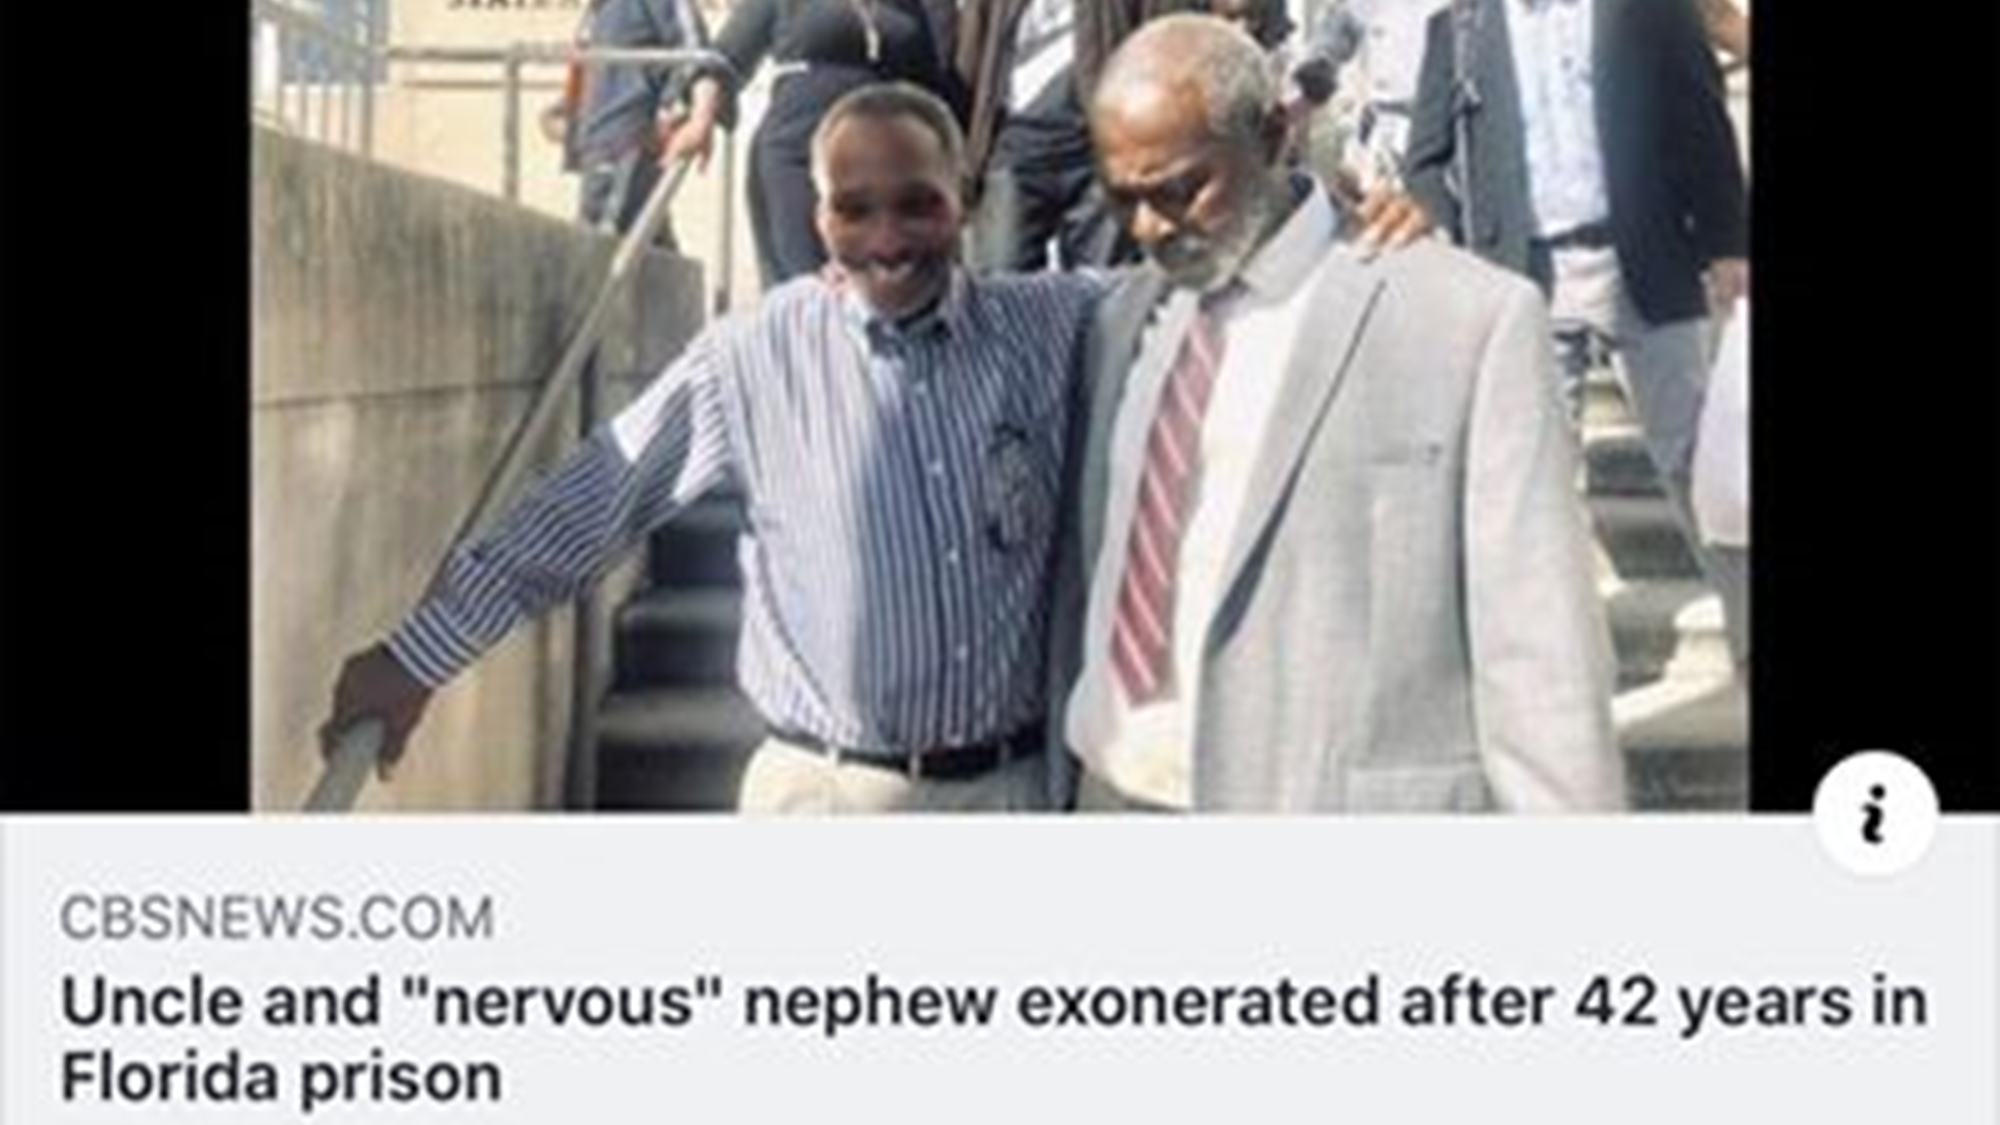 CBSNEWS.COM
Uncle and "nervous" nephew exonerated after 42 years in
Florida prison